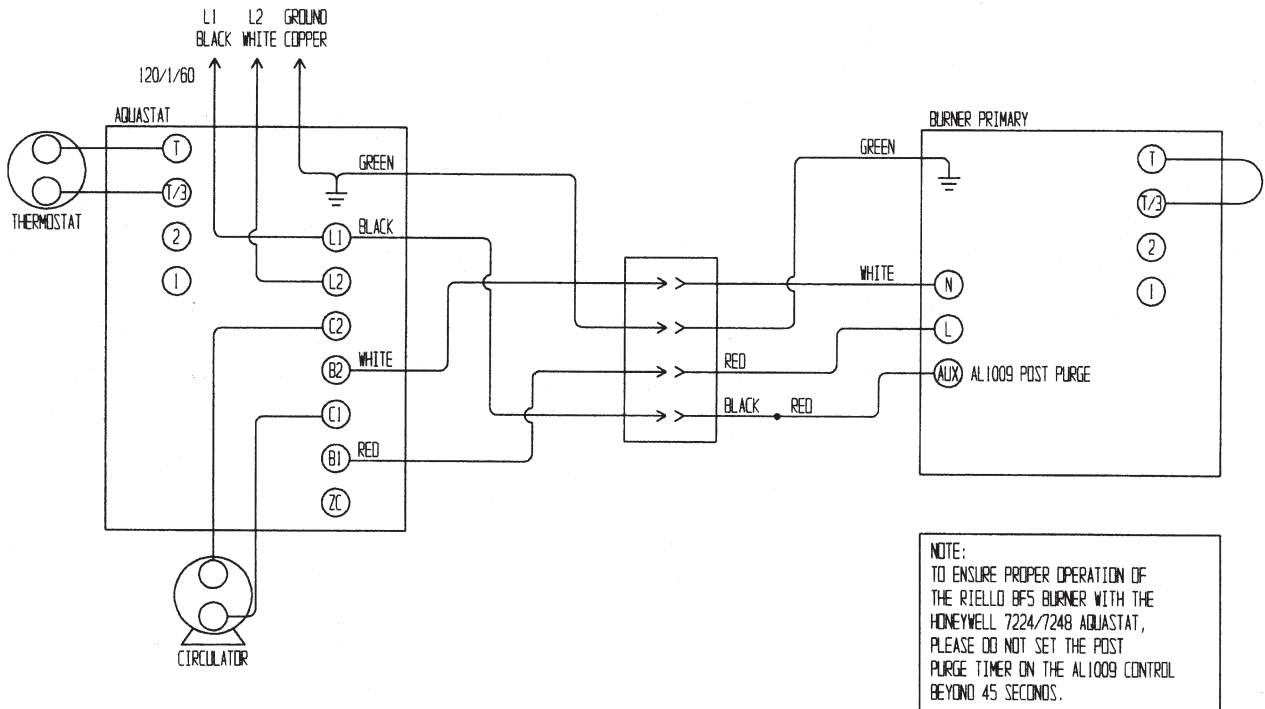 L1 L2 GROUND
BLACK WHITE COPPER
120/1/60
AQUASTAT
BURNER PRIMARY
T
GREEN
GREEN
T
T/3
T/3
THERMOSTAT
2
L1
BLACK
2
1
L2
WHITE
N
1
C2
L
B2
WHITE
RED
AUX
AL1009 POST PURGE
C1
BLACK
RED
B1
RED
ZC
CIRCULATOR
NOTE:
TO ENSURE PROPER OPERATION OF
THE RIELLO BF5 BURNER WITH THE
HONEYWELL 7224/7248 AQUASTAT,
PLEASE DO NOT SET THE POST
PURGE TIMER ON THE AL1009 CONTROL
BEYOND 45 SECONDS.